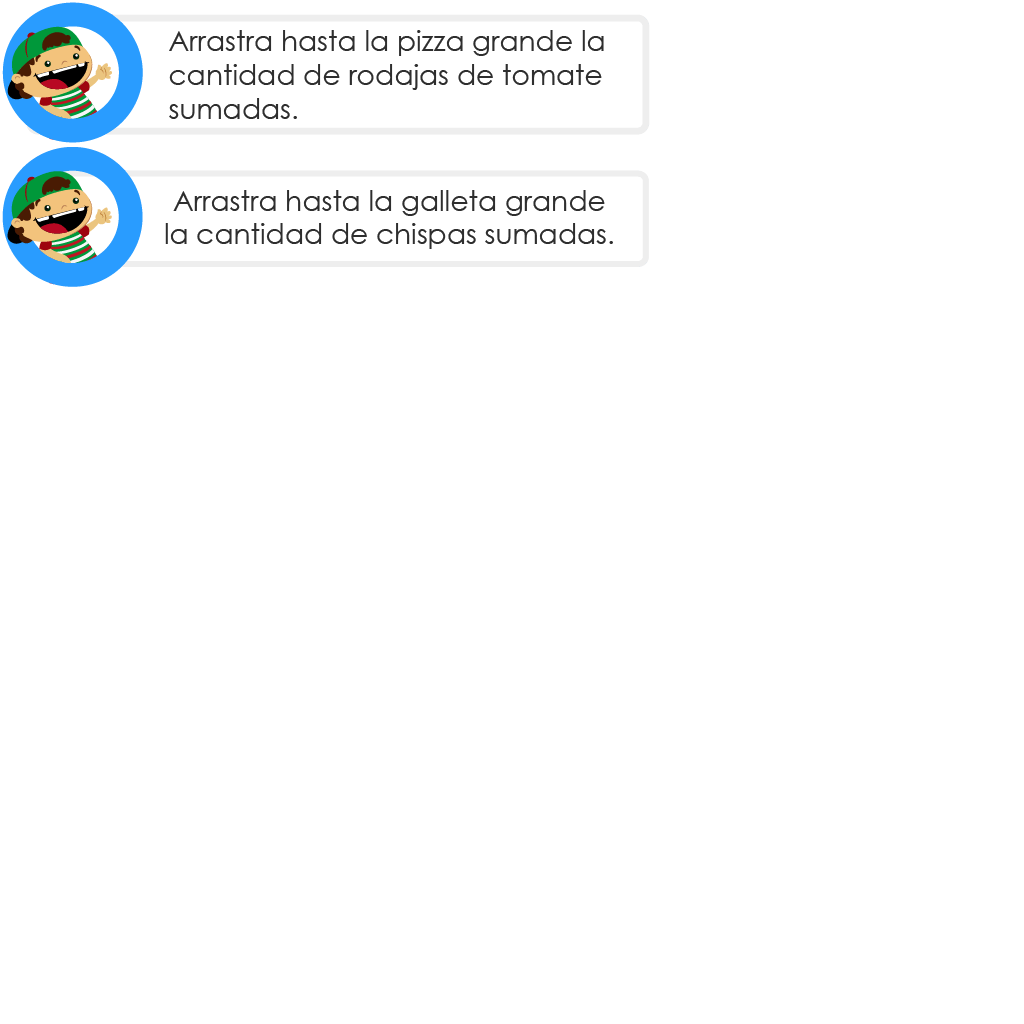 Arrastra hasta la pizza grande la
cantidad de rodajas de tomate
sumadas.
Arrastra hasta la galleta grande
la cantidad de chispas sumadas.